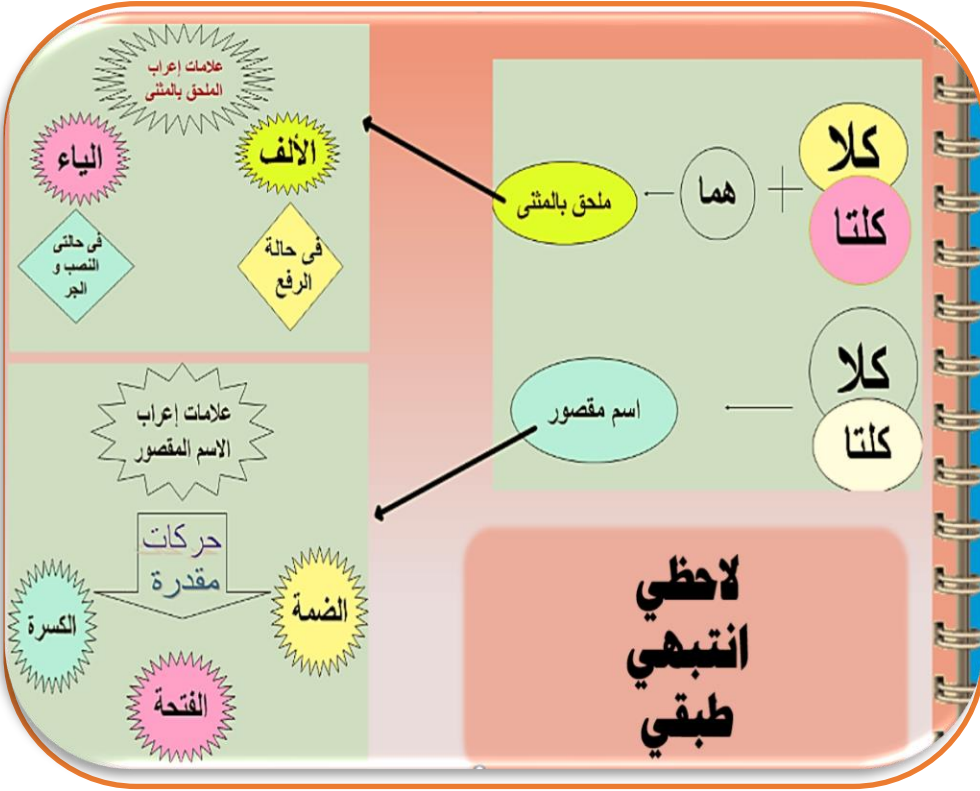 كلا
كلتا
+
هما
ملحق بالمثنى
علامات إعراب
الملحق بالمثنى
الألف
الياء
فى حالة
الرفع
فى حالتى
النصب و
الجر
كلا
كلتا
اسم مقصور
علامات إعراب
الاسم المقصور
حركات
مقدرة
الضمة
الكسرة
الفتحة
لاحظي
انتبهي
طبقي